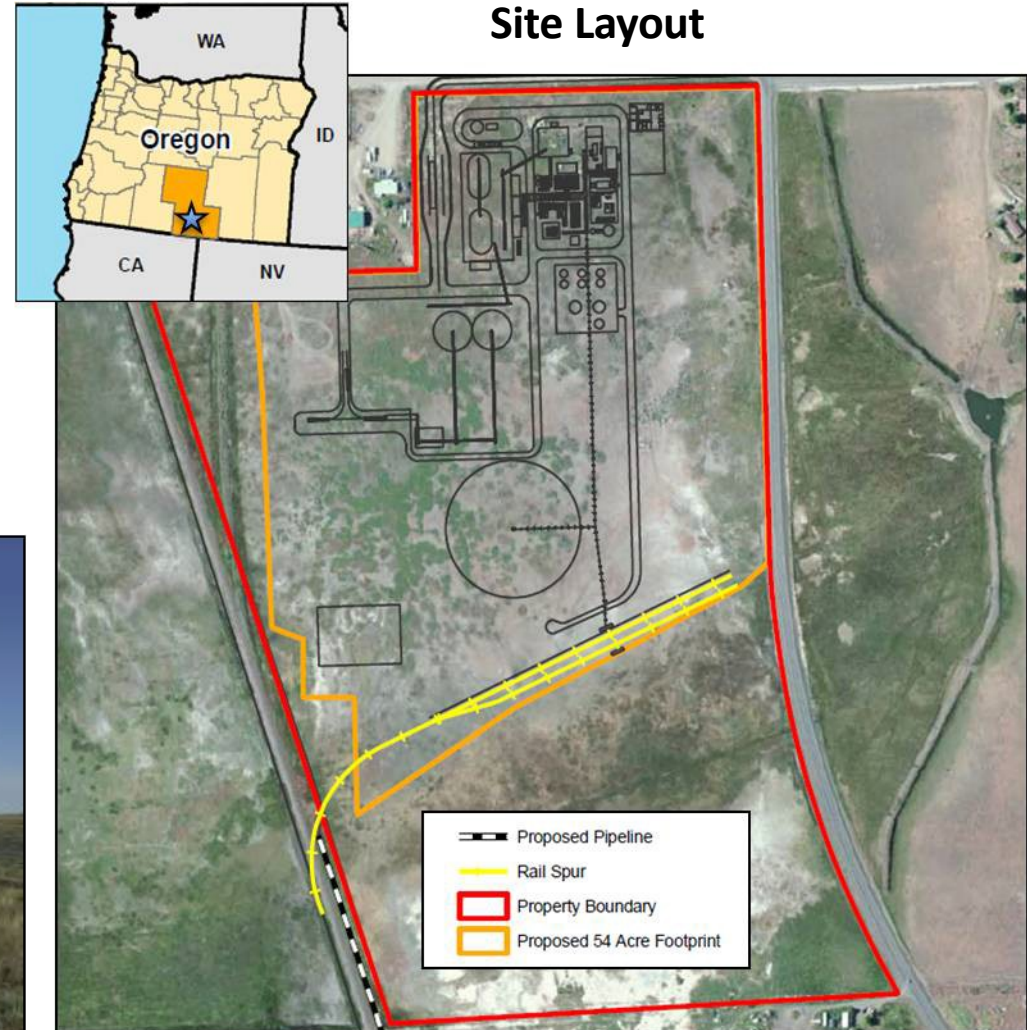 Site Layout
WA
Oregon
ID
CA
NV
Proposed Pipeline
Rail Spur
Property Boundary
Proposed 54 Acre Footprint